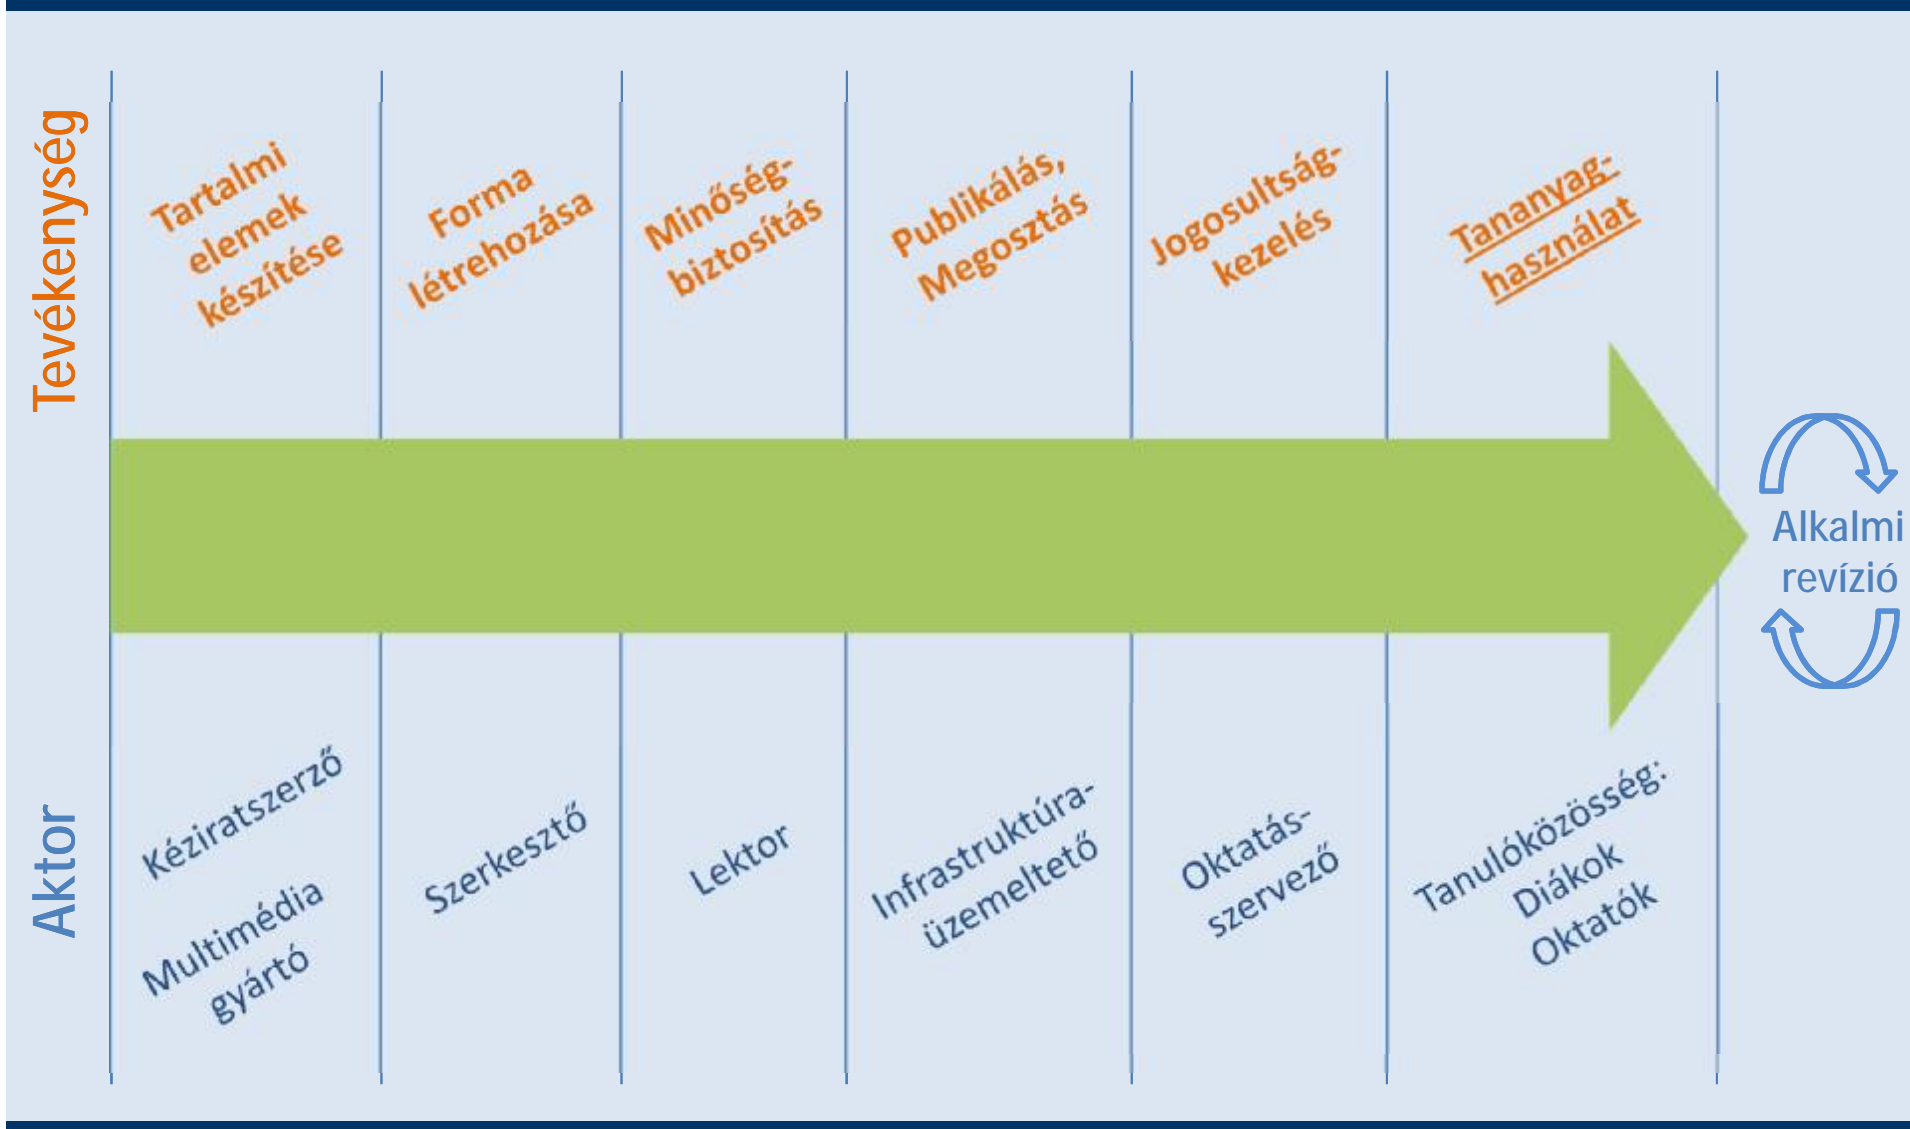 Tevékenység
Tartalmi
elemek
készítése
Forma
létrehozása
Minőség-
biztosítás
Publikálás,
Megosztás
Jogosultság-
kezelés
Tananyag-
használat
Alkalmi
revízió
Aktor
Kéziratszerző
Multimédia
gyártó
Szerkesztő
Lektor
Infrastruktúra-
üzemeltető
Oktatás-
szervező
Tanulóközösség:
Diákok
Oktatók